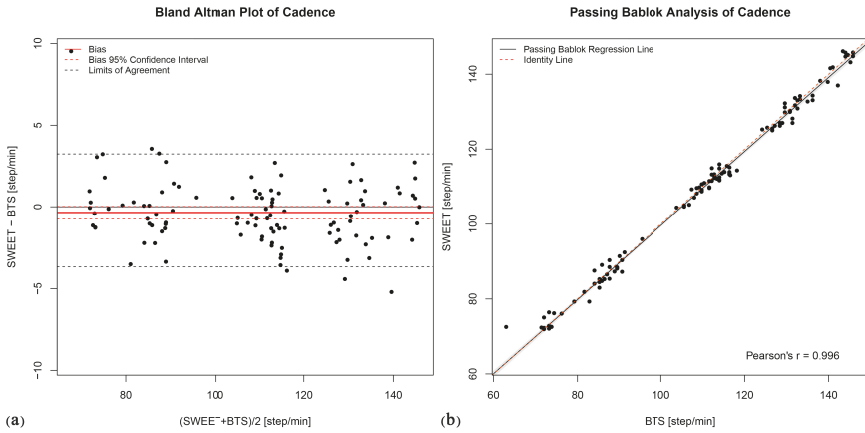 Bland Altman Plot of Cadence
10
5
0
−5
−10
SWEET − BTS [step/min]
Bias
Bias 95% Confidence Interval
Limits of Agreement
80
100
120
140
(SWEE¯+BTS)/2 [step/min]
(a)
Passing Bablok Analysis of Cadence
140
120
100
80
60
SWEET [step/min]
Passing Bablok Regression Line
Identity Line
Pearson's r = 0.996
60
80
100
120
140
BTS [step/min]
(b)